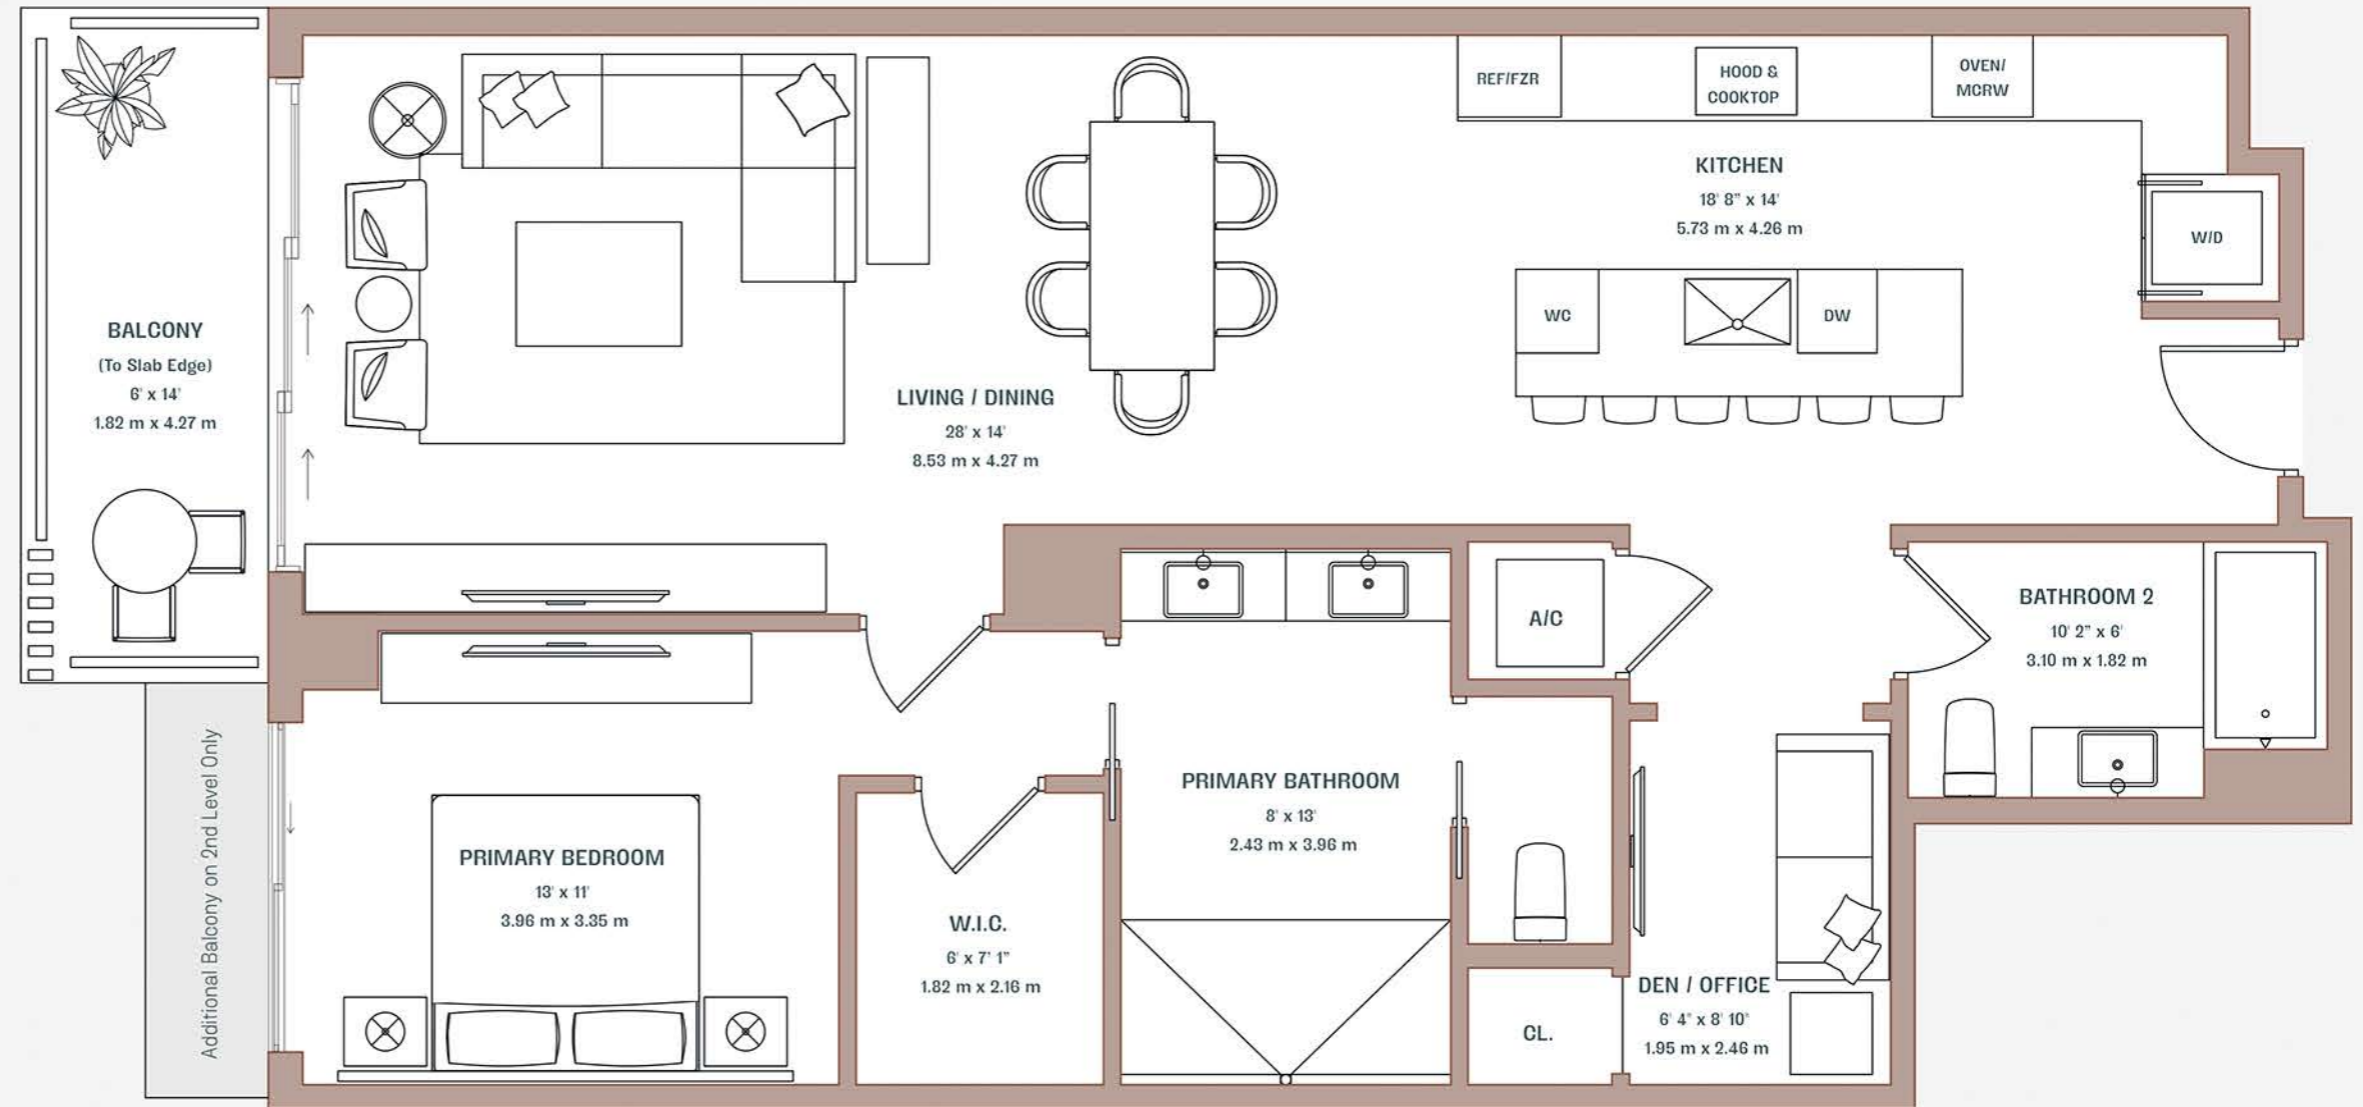 REF/FZR
HOOD &
COOKTOP
OVEN/
MCRW
KITCHEN
18' 8" x 14'
5.73 m x 4.26 m
W/D
WC
DW
BALCONY
(To Slab Edge)
6' x 14'
1.82 m x 4.27 m
LIVING / DINING
28' x 14'
8.53 m x 4.27 m
A/C
BATHROOM 2
10' 2" x 6'
3.10 m x 1.82 m
PRIMARY BATHROOM
8' x 13'
2.43 m x 3.96 m
PRIMARY BEDROOM
13' x 11'
3.96 m x 3.35 m
W.I.C.
6' x 7' 1"
1.82 m x 2.16 m
Additional Balcony on 2nd Level Only
CL.
DEN / OFFICE
6' 4" x 8' 10"
1.95 m x 2.46 m